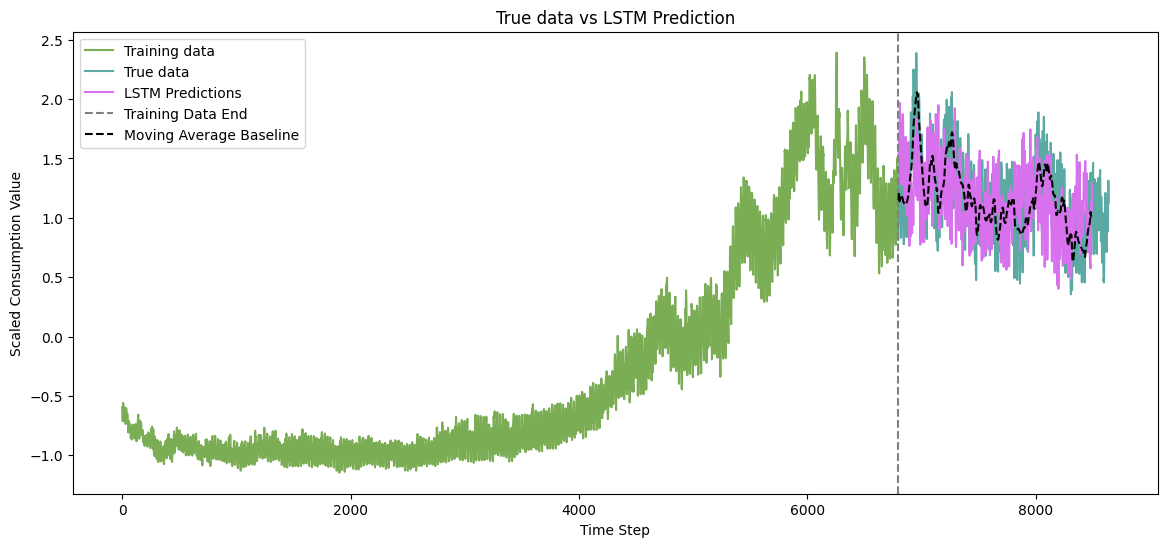 True data vs LSTM Prediction
Training data
True data
LSTM Predictions
Training Data End
Moving Average Baseline
Scaled Consumption Value
2.5
2.0
1.5
1.0
0.5
0.0
−0.5
−1.0
0 2000 4000 6000 8000
Time Step